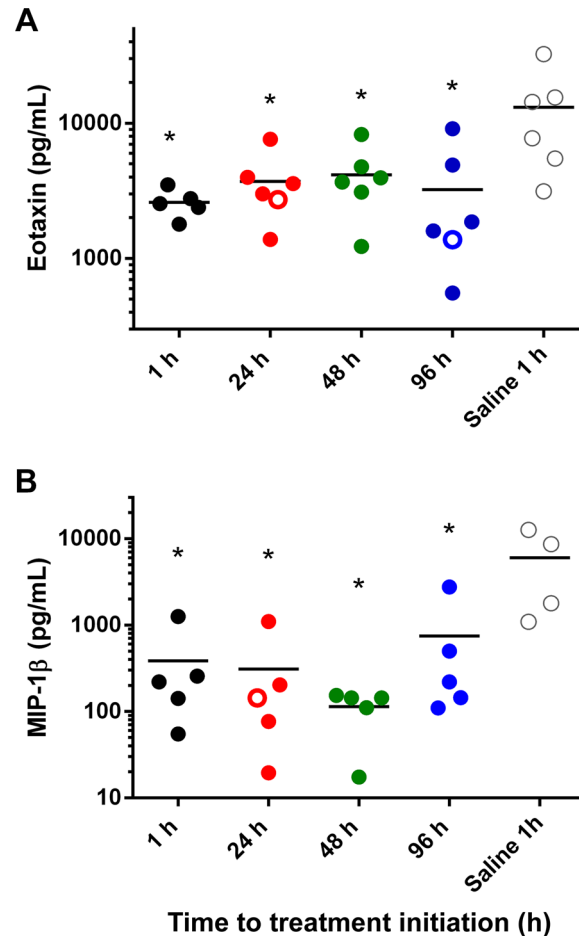 A
* * * * 
Eotaxin (pg/mL)
10000
1000
1 h
24 h
48 h
96 h
Saline 1 h
B
* * * *
MIP-1β (pg/mL)
10000
1000
100
10
1 h
24 h
48 h
96 h
Saline 1h
Time to treatment initiation (h)